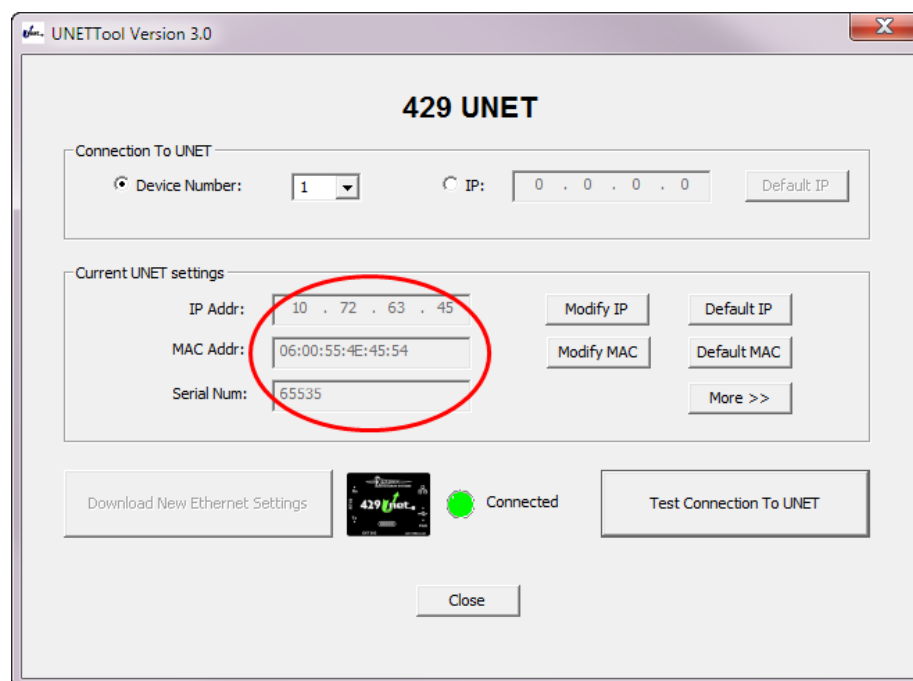 UNETTool Version 3.0
429 UNET
Connection To UNET
Device Number: 1 IP: 0 . 0 . 0 . 0 Default IP
Current UNET settings
IP Addr: 10 . 72 . 63 . 45 Modify IP Default IP
MAC Addr: 06:00:55:4E:45:54 Modify MAC Default MAC
Serial Num: 65535 More >>
Download New Ethernet Settings 429 Unet Connected Test Connection To UNET
Close